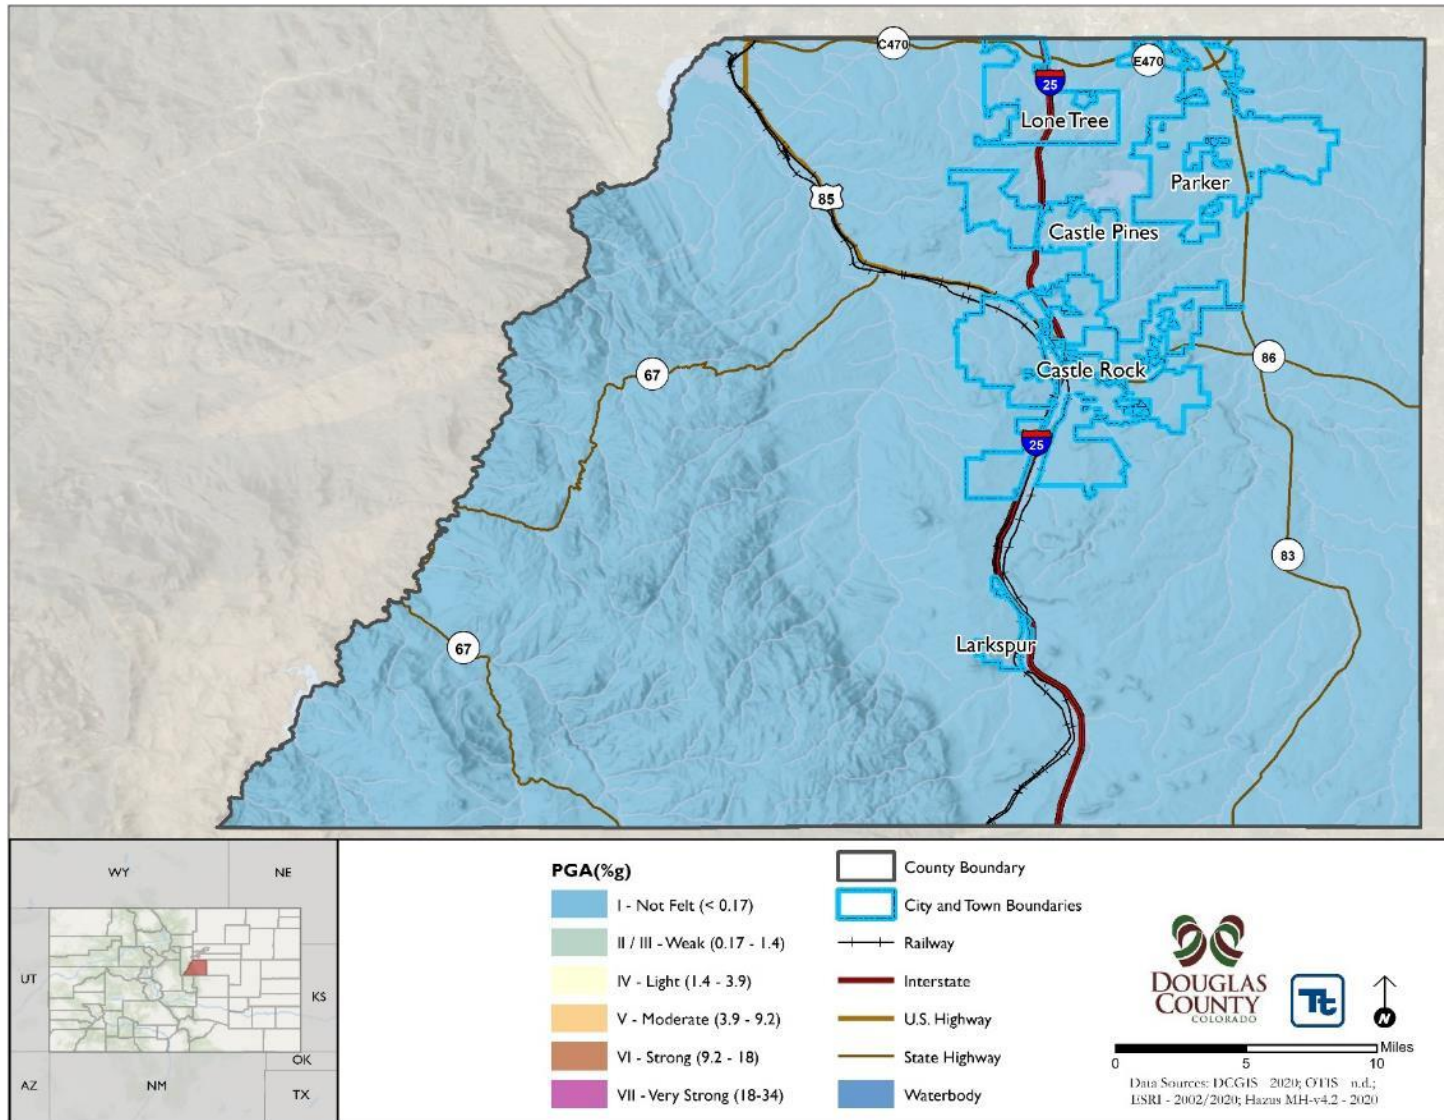 C470
E470
25
Lone Tree
Parker
85
Castle Pines
86
67
Castle Rock
25
83
67
Larkspur
WY
NE
UT
KS
OK
AZ
NM
TX
PGA(%g)
I - Not Felt (< 0.17)
II / III - Weak (0.17 - 1.4)
IV - Light (1.4 - 3.9)
V - Moderate (3.9 - 9.2)
VI - Strong (9.2 - 18)
VII - Very Strong (18-34)
County Boundary
City and Town Boundaries
Railway
Interstate
U.S. Highway
State Highway
Waterbody
DOUGLAS
COUNTY
COLORADO
Tt
N
Miles
0 5 10
Data Sources: DCGIS - 2020; OTIS - n.d.;
ESRI - 2002/2020; Hazus MH-v4.2 - 2020